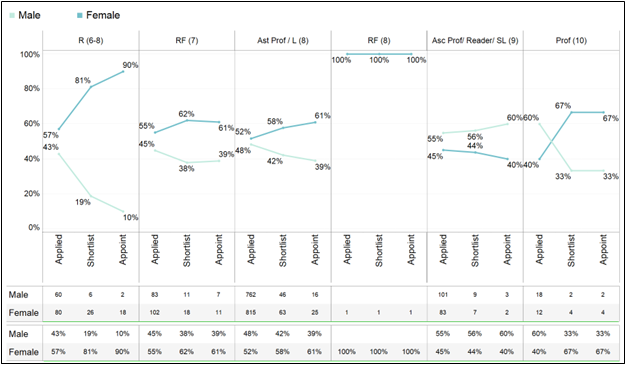 Male Female
R (6-8) RF (7) Ast Prof / L (8) RF (8) Asc Prof/ Reader/ SL (9) Prof (10)
100%
80%
60%
40%
20%
0%
57% 81% 90%
43% 19% 10%
55% 62% 61%
45% 38% 39%
52% 58% 61%
48% 42% 39%
100% 100% 100%
55% 56% 60%
45% 44% 40%
60% 33% 33%
40% 67% 67%
Applied Shortlist Appoint Applied Shortlist Appoint Applied Shortlist Appoint Applied Shortlist Appoint Applied Shortlist Appoint Applied Shortlist Appoint
Male 60 6 2 83 11 7 762 46 16 101 9 3 18 2 2
Female 80 26 18 102 18 11 815 63 25 1 1 1 83 7 2 12 4 4
Male 43% 19% 10% 45% 38% 39% 48% 42% 39% 55% 56% 60% 60% 33% 33%
Female 57% 81% 90% 55% 62% 61% 52% 58% 61% 100% 100% 100% 45% 44% 40% 40% 67% 67%